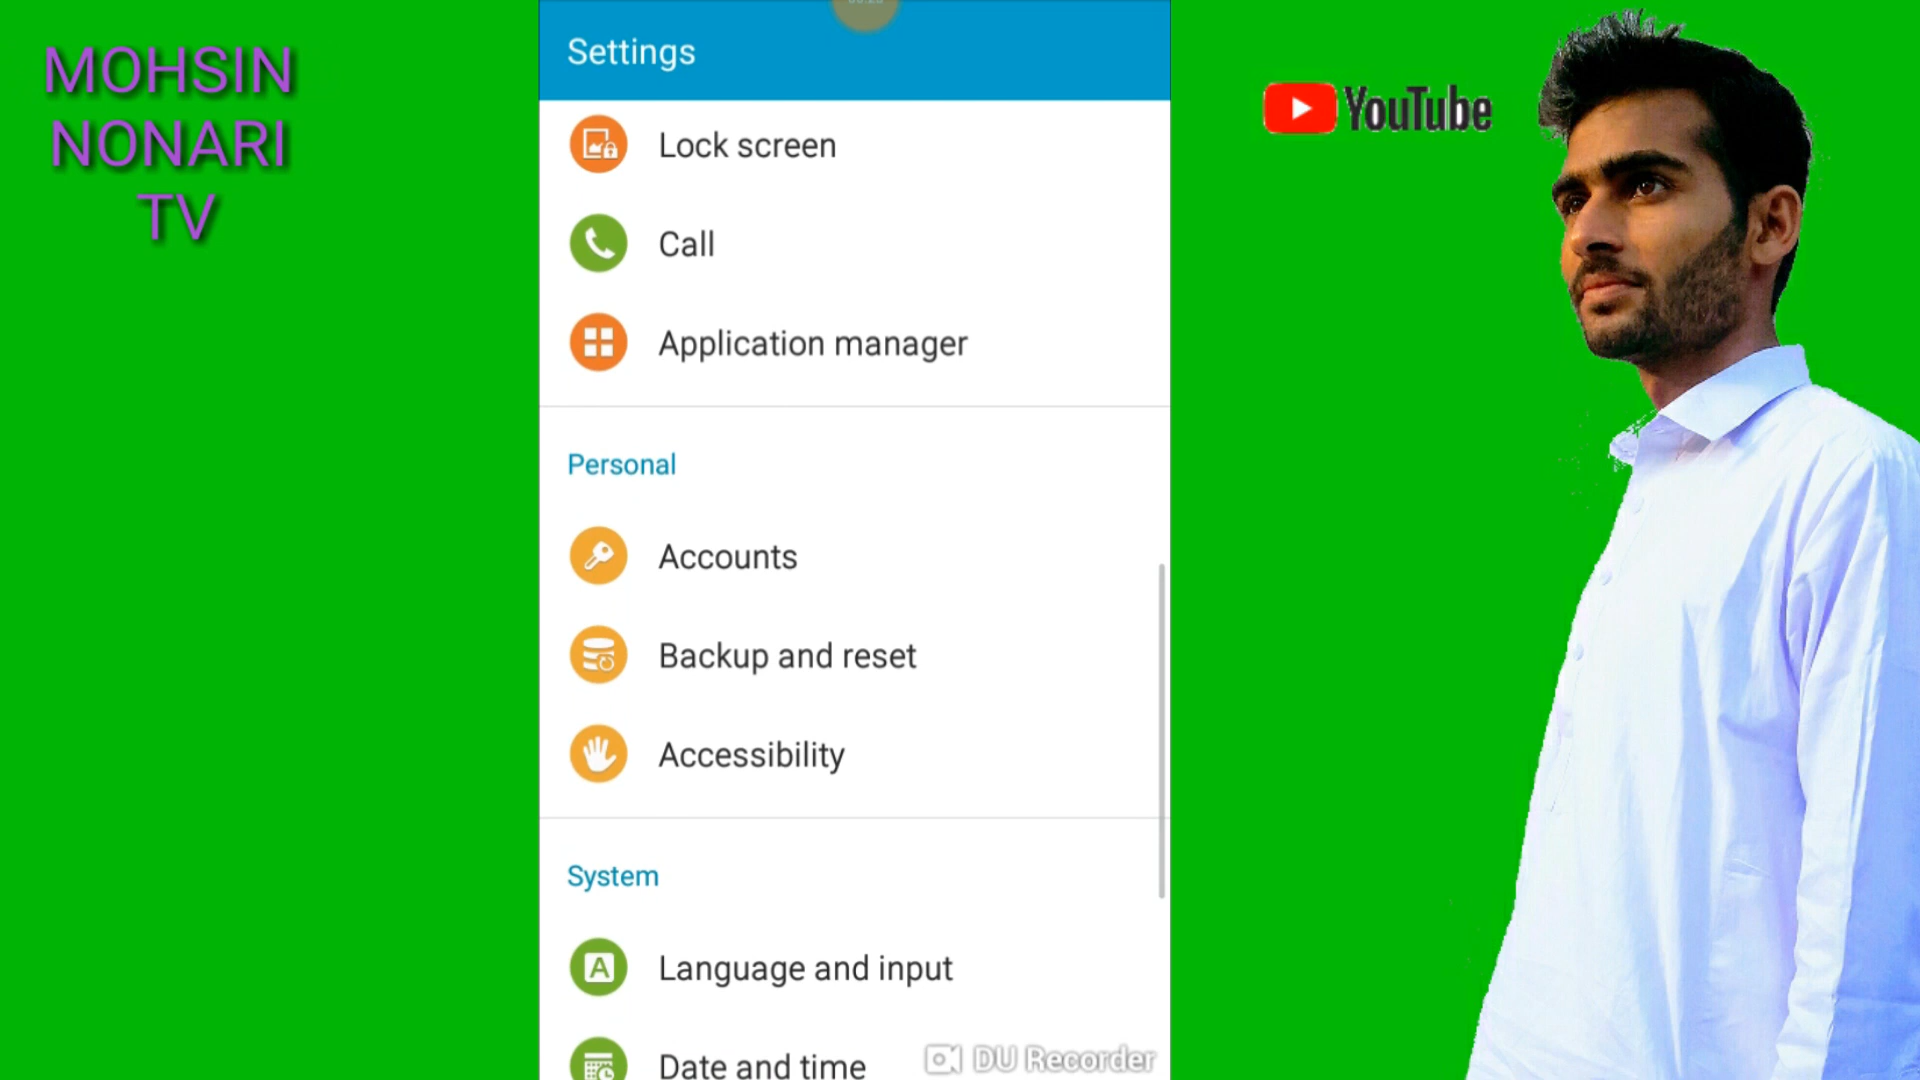 MOHSIN
NONARI
TV
Settings
YouTube
Lock screen
Call
Application manager
Personal
Accounts
Backup and reset
Accessibility
System
Language and input
Date and time
DU Recorder